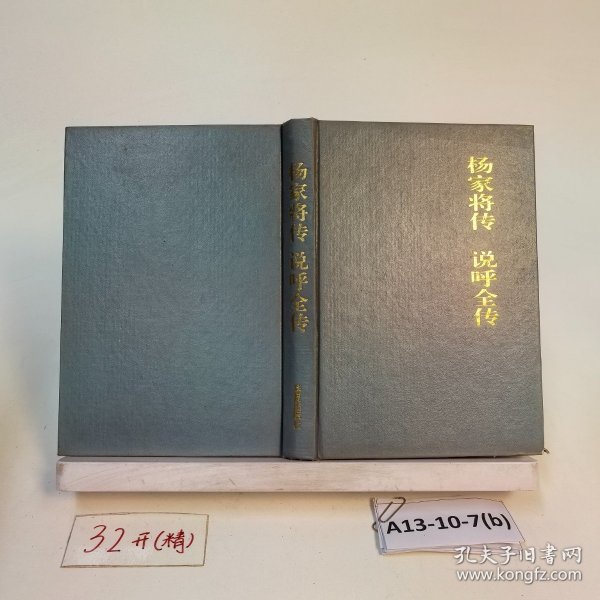 杨家将传 说呼全传
杨家将传 说呼全传
32开(精)
A13-10-7(b)
孔夫子旧书网
www.kongfz.com